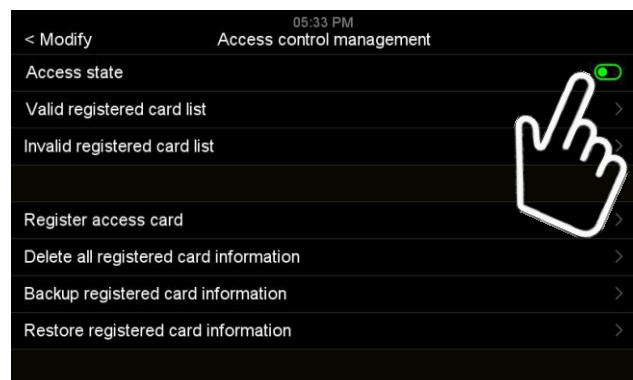 05:33 PM
< Modify Access control management
Access state
Valid registered card list
Invalid registered card list
Register access card
Delete all registered card information
Backup registered card information
Restore registered card information